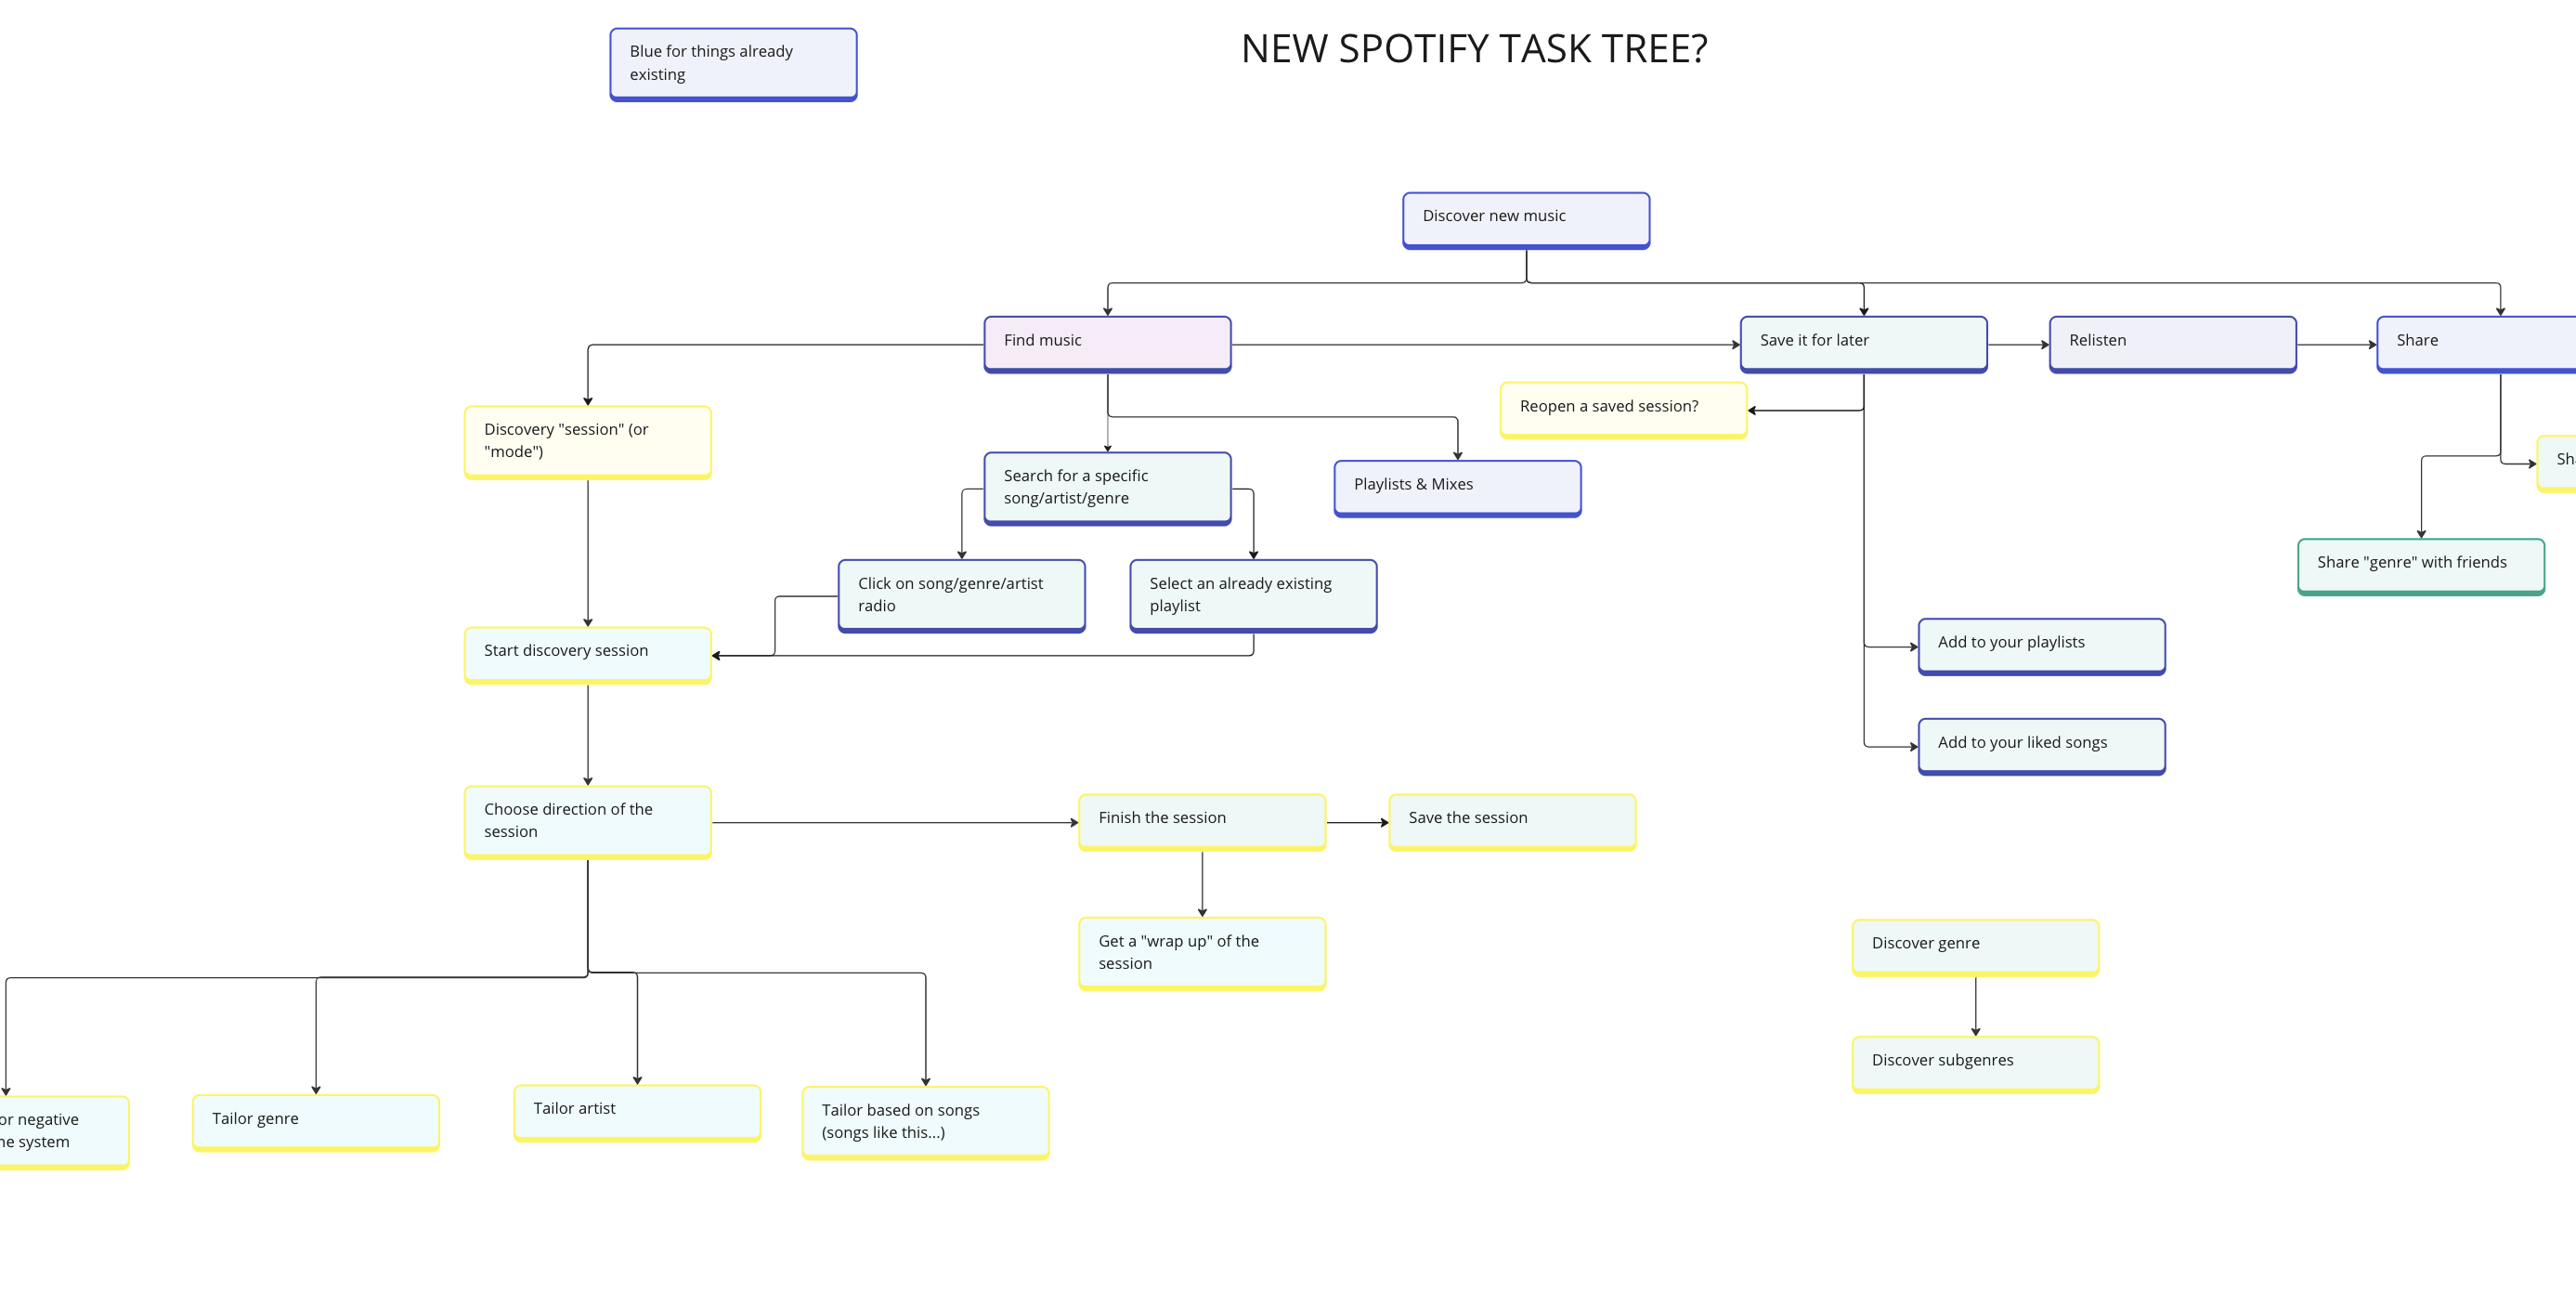 Blue for things already
existing
NEW SPOTIFY TASK TREE?
Discover new music
Find music
Save it for later
Relisten
Share
Reopen a saved session?
Discovery "session" (or
"mode")
Search for a specific
song/artist/genre
Playlists & Mixes
Share "genre" with friends
Click on song/genre/artist
radio
Select an already existing
playlist
Start discovery session
Add to your playlists
Add to your liked songs
Choose direction of the
session
Finish the session
Save the session
Get a "wrap up" of the
session
Discover genre
Discover subgenres
or negative
system
Tailor genre
Tailor artist
Tailor based on songs
(songs like this...)